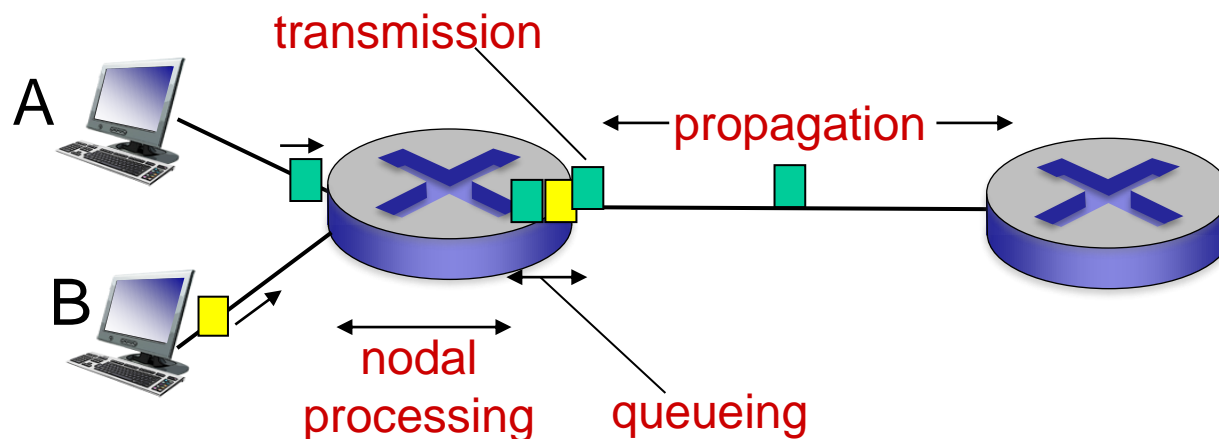 transmission
A
propagation
B
nodal
processing
queueing